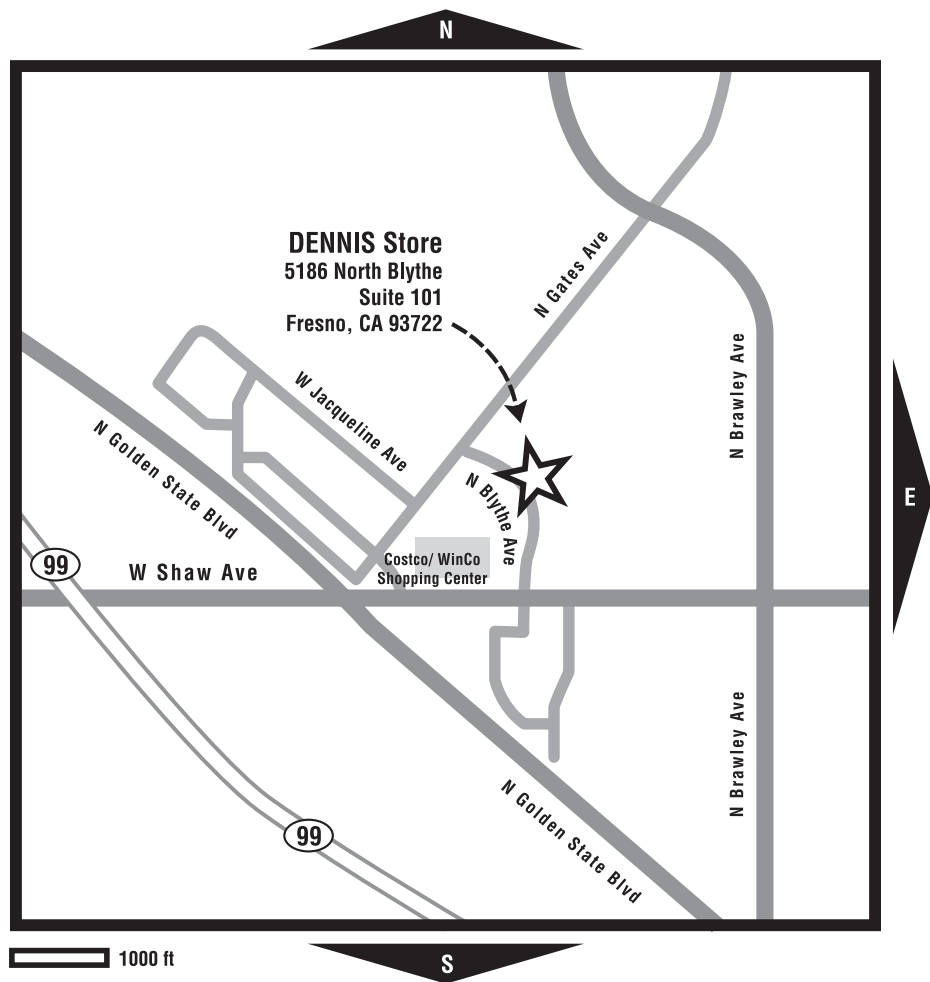 N
DENNIS Store
5186 North Blythe
Suite 101
Fresno, CA 93722
N Gates Ave
N Brawley Ave
W Jacqueline Ave
N Golden State Blvd
N Blythe Ave
E
99
W Shaw Ave
Costco/ WinCo
Shopping Center
N Brawley Ave
N Golden State Blvd
99
1000 ft
S